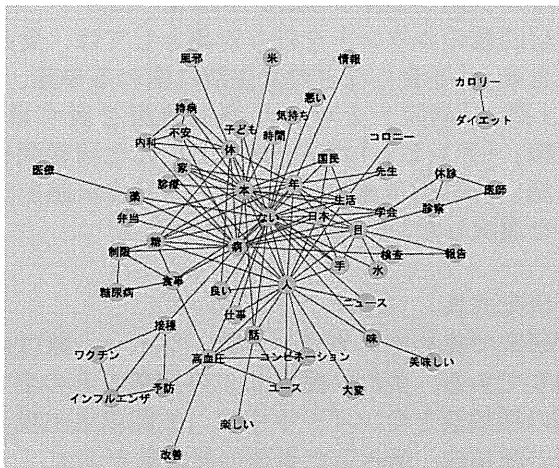 風邪
米
情報
カロリー
ダイエット
持病
悪い
気持ち
子ども
不安
時間
コロニー
内科
体
国民
家
先生
休診
医療
診療
本
年
医師
薬
生活
弁当
ない
日本
学会
診察
糖
病
目
制限
検査
報告
手
水
糖尿病
食事
良い
人
ニュース
仕事
接種
話
味
ワクチン
高血圧
コンビネーション
美味しい
インフルエンザ
予防
ユース
大変
楽しい
改善